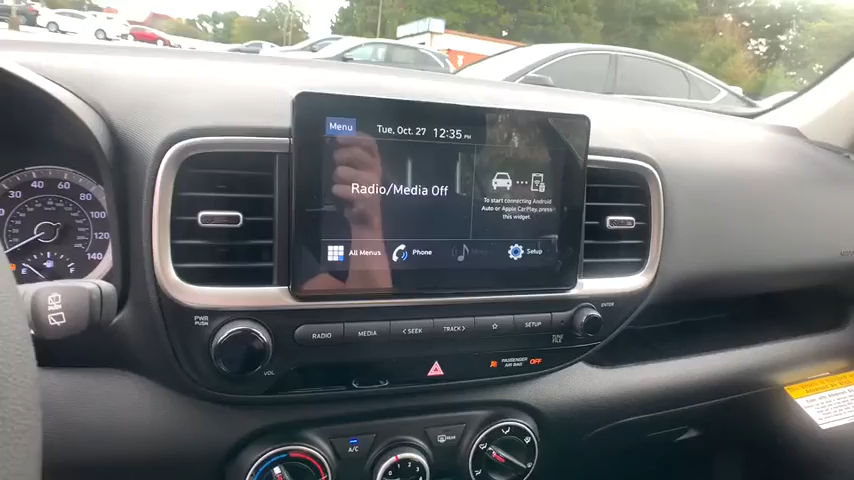 Menu
Tue, Oct. 27 12:35 PM
Radio/Media Off
To start connecting Android
Auto or Apple CarPlay, press
this widget.
All Menus
Phone
Setup
PWR
PUSH
VOL
RADIO
MEDIA
< SEEK
TRACK >
☆
SETUP
ENTER
TUNE
FILE
PASSENGER
AIR BAG
OFF
A/C
40
60
80
100
120
140
E
F